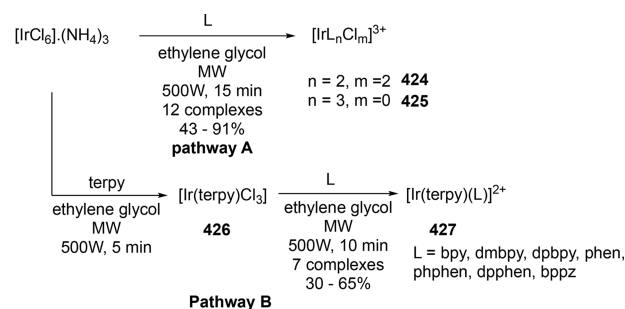 L
[IrCl6].(NH4)3
[IrLnClm]3+
ethylene glycol
MW
500W, 15 min
12 complexes
43 - 91%
pathway A
n = 2, m =2 424
n = 3, m =0 425
terpy
[Ir(terpy)Cl3]
L
[Ir(terpy)(L)]2+
ethylene glycol
MW
500W, 5 min
426
ethylene glycol
MW
500W, 10 min
7 complexes
30 - 65%
427
L = bpy, dmbpy, dpbpy, phen,
phphen, dpphen, bppz
Pathway B